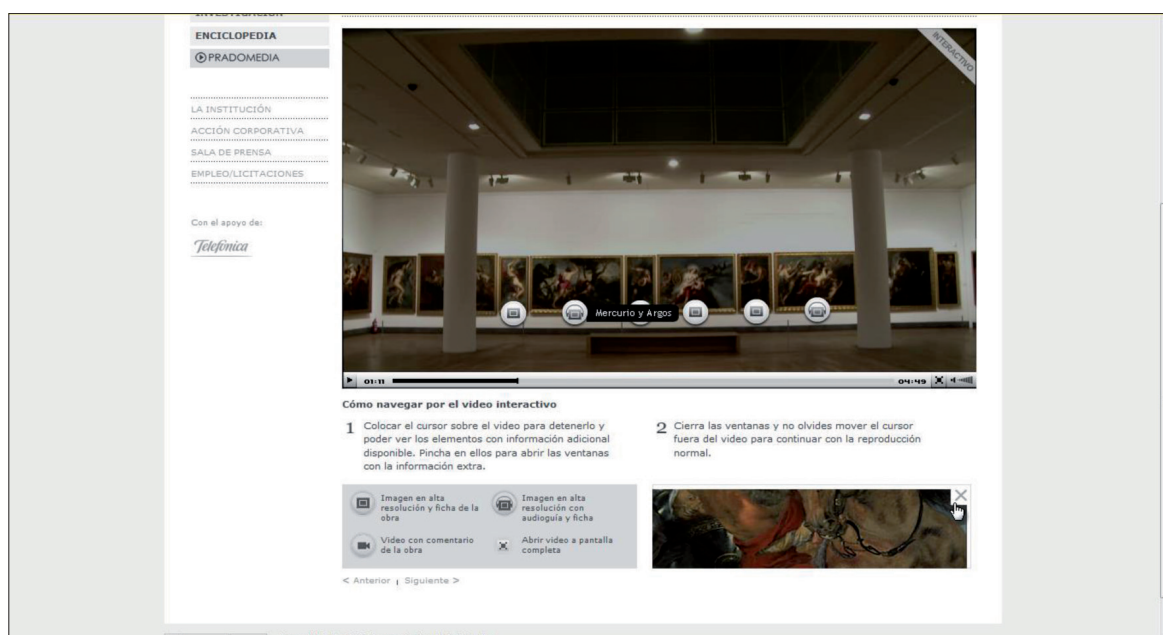 INVESTIGACIÓN
ENCICLOPEDIA
PRADOMEDIA
LA INSTITUCIÓN
ACCIÓN CORPORATIVA
SALA DE PRENSA
EMPLEO/LICITACIONES
Con el apoyo de:
Telefónica
INTERACTIVO
Mercurio y Argos
01:11
04:49
Cómo navegar por el video interactivo
1 Colocar el cursor sobre el video para detenerlo y
poder ver los elementos con información adicional
disponible. Pincha en ellos para abrir las ventanas
con la información extra.
2 Cierra las ventanas y no olvides mover el cursor
fuera del video para continuar con la reproducción
normal.
Imagen en alta
resolución y ficha de la
obra
Imagen en alta
resolución con
audioguía y ficha
Video con comentario
de la obra
Abrir video a pantalla
completa
< Anterior | Siguiente >